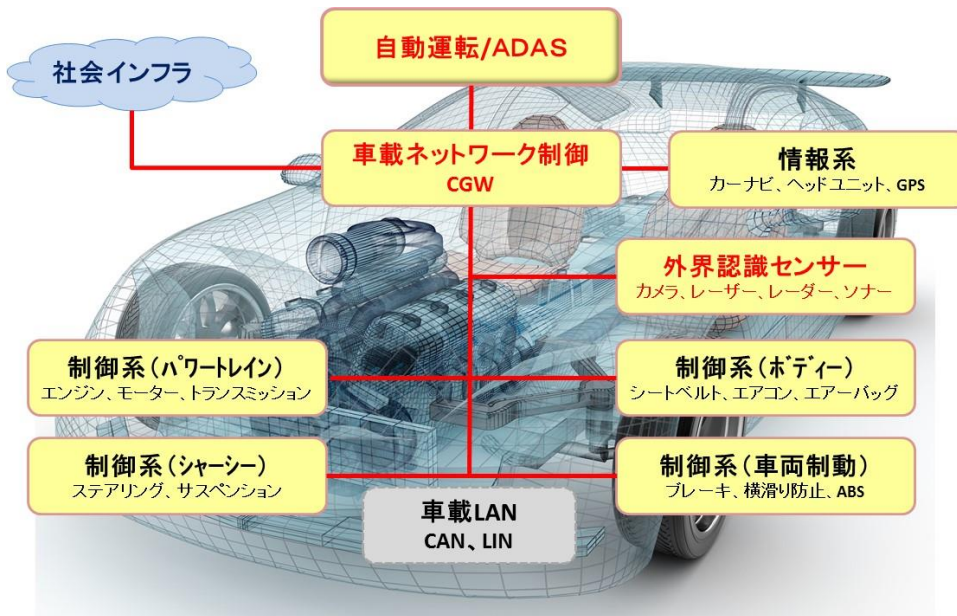 自動運転/ADAS
社会インフラ
車載ネットワーク制御
CGW
情報系
カーナビ、ヘッドユニット、GPS
外界認識センサー
カメラ、レーザー、レーダー、ソナー
制御系(パワートレイン)
エンジン、モーター、トランスミッション
制御系(ボディー)
シートベルト、エアコン、エアーバッグ
制御系(シャーシー)
ステアリング、サスペンション
制御系(車両制動)
ブレーキ、横滑り防止、ABS
車載LAN
CAN、LIN